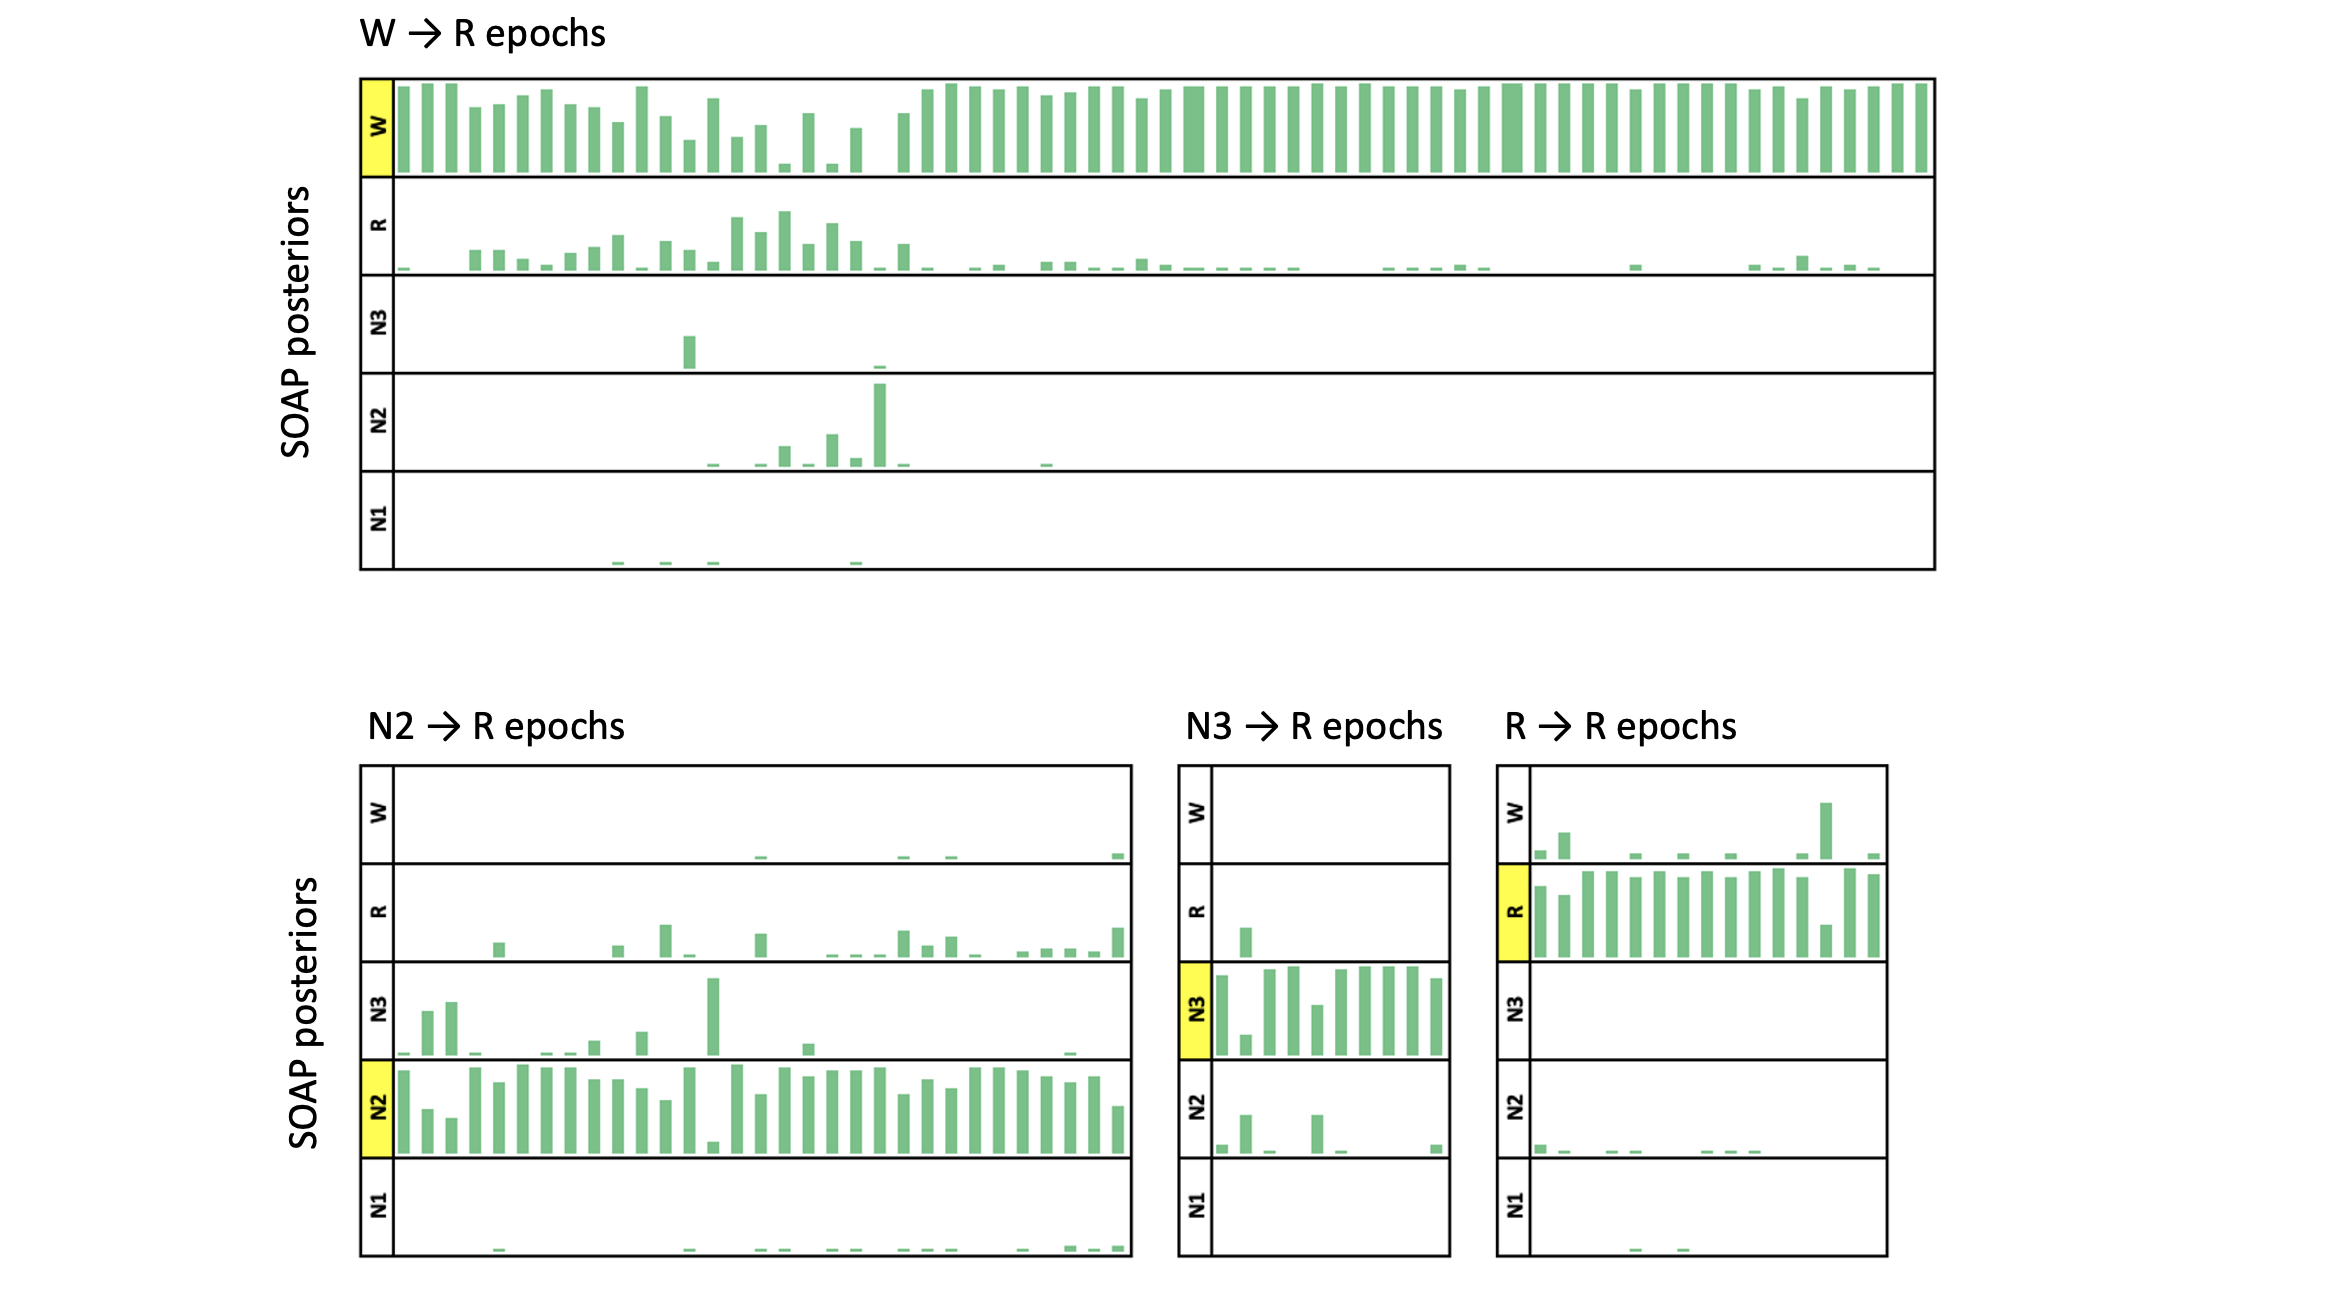 W → R epochs
SOAP posteriors
W
R
N3
N2
N1
N2 → R epochs
SOAP posteriors
W
R
N3
N2
N1
N3 → R epochs
W
R
N3
N2
N1
R → R epochs
W
R
N3
N2
N1